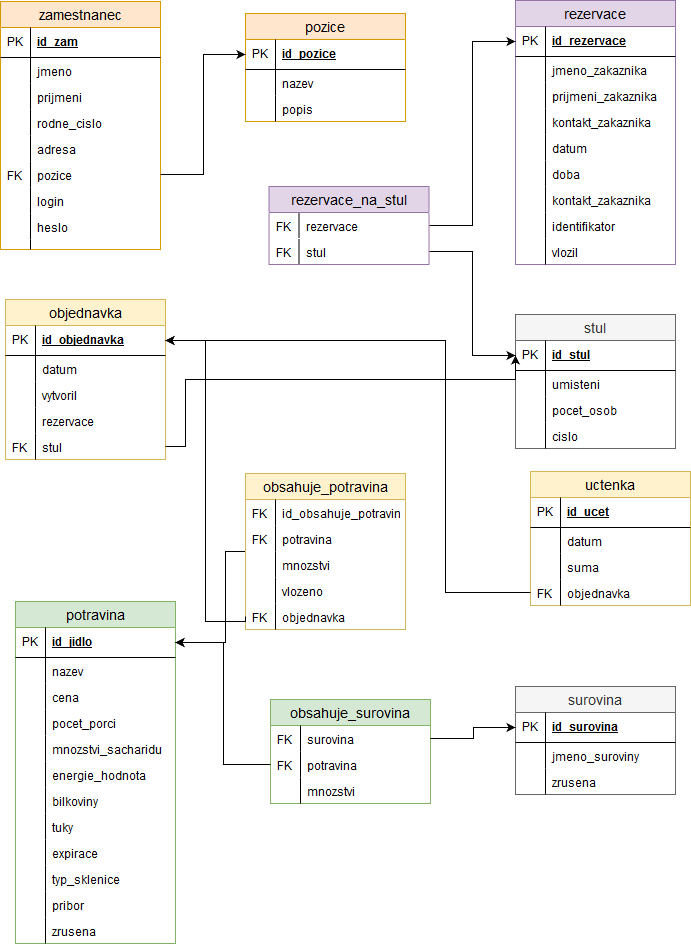 zamestnanec
PK id_zam
jmeno
prijmeni
rodne_cislo
adresa
FK pozice
login
heslo
pozice
PK id_pozice
nazev
popis
rezervace
PK id_rezervace
jmeno_zakaznika
prijmeni_zakaznika
kontakt_zakaznika
datum
doba
kontakt_zakaznika
identifikator
vlozil
rezervace_na_stul
FK rezervace
FK stul
objednavka
PK id_objednavka
datum
vytvoril
rezervace
FK stul
stul
PK id_stul
umisteni
pocet_osob
cislo
obsahuje_potravina
FK id_obsahuje_potravin
FK potravina
mnozstvi
vlozeno
FK objednavka
uctenka
PK id_ucet
datum
suma
FK objednavka
potravina
PK id_jidlo
nazev
cena
pocet_porci
mnozstvi_sacharidu
energie_hodnota
bilkoviny
tuky
expirace
typ_sklenice
pribor
zrusena
obsahuje_surovina
FK surovina
FK potravina
mnozstvi
surovina
PK id_surovina
jmeno_suroviny
zrusena